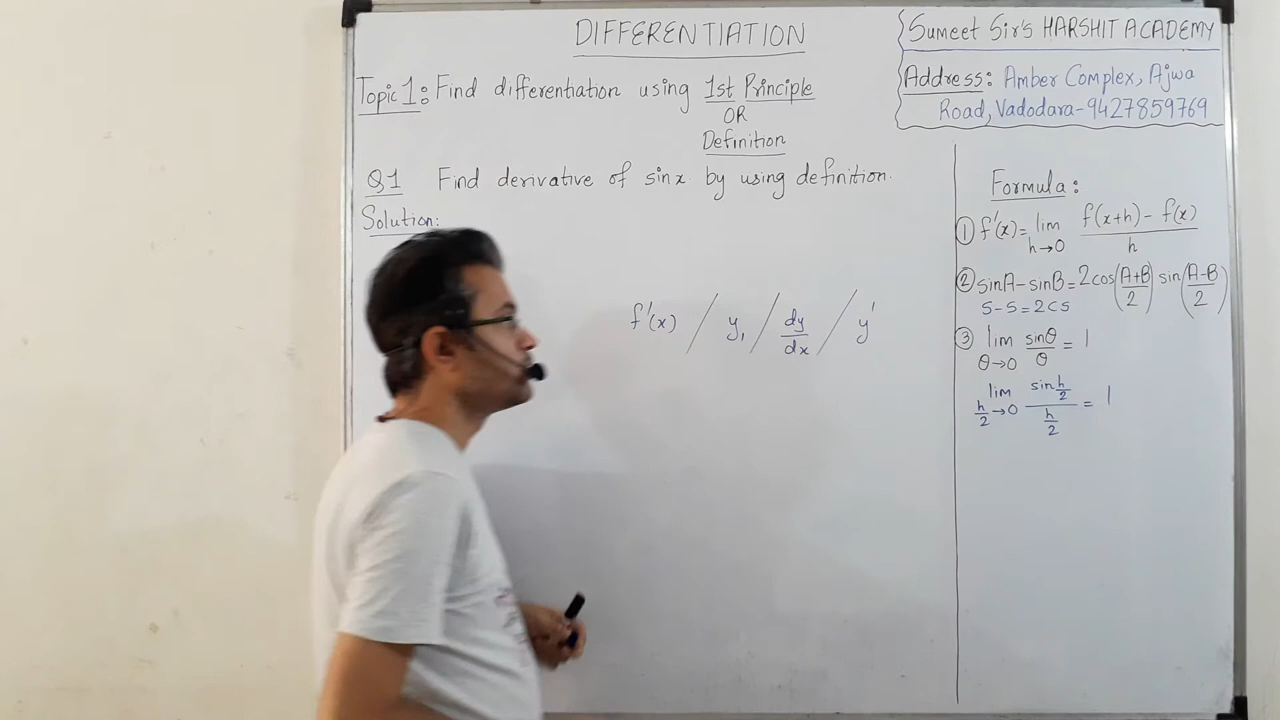 DIFFERENTIATION
Sumeet Sir's HARSHIT ACADEMY
Address: Amber Complex, Ajwa
Road, Vadodara-9427859769
Topic 1: Find differentiation using 1st Principle
OR
Definition
Q1 Find derivative of sinx by using definition.
Solution:
f'(x) / y₁ / dy/dx / y'
Formula:
① f'(x) = lim h→0 f(x+h) - f(x) / h
② sinA - sinB = 2cos(A+B/2) sin(A-B/2)
S - S = 2CS
③ lim θ→0 sinθ/θ = 1
lim h/2→0 sin h/2 / h/2 = 1